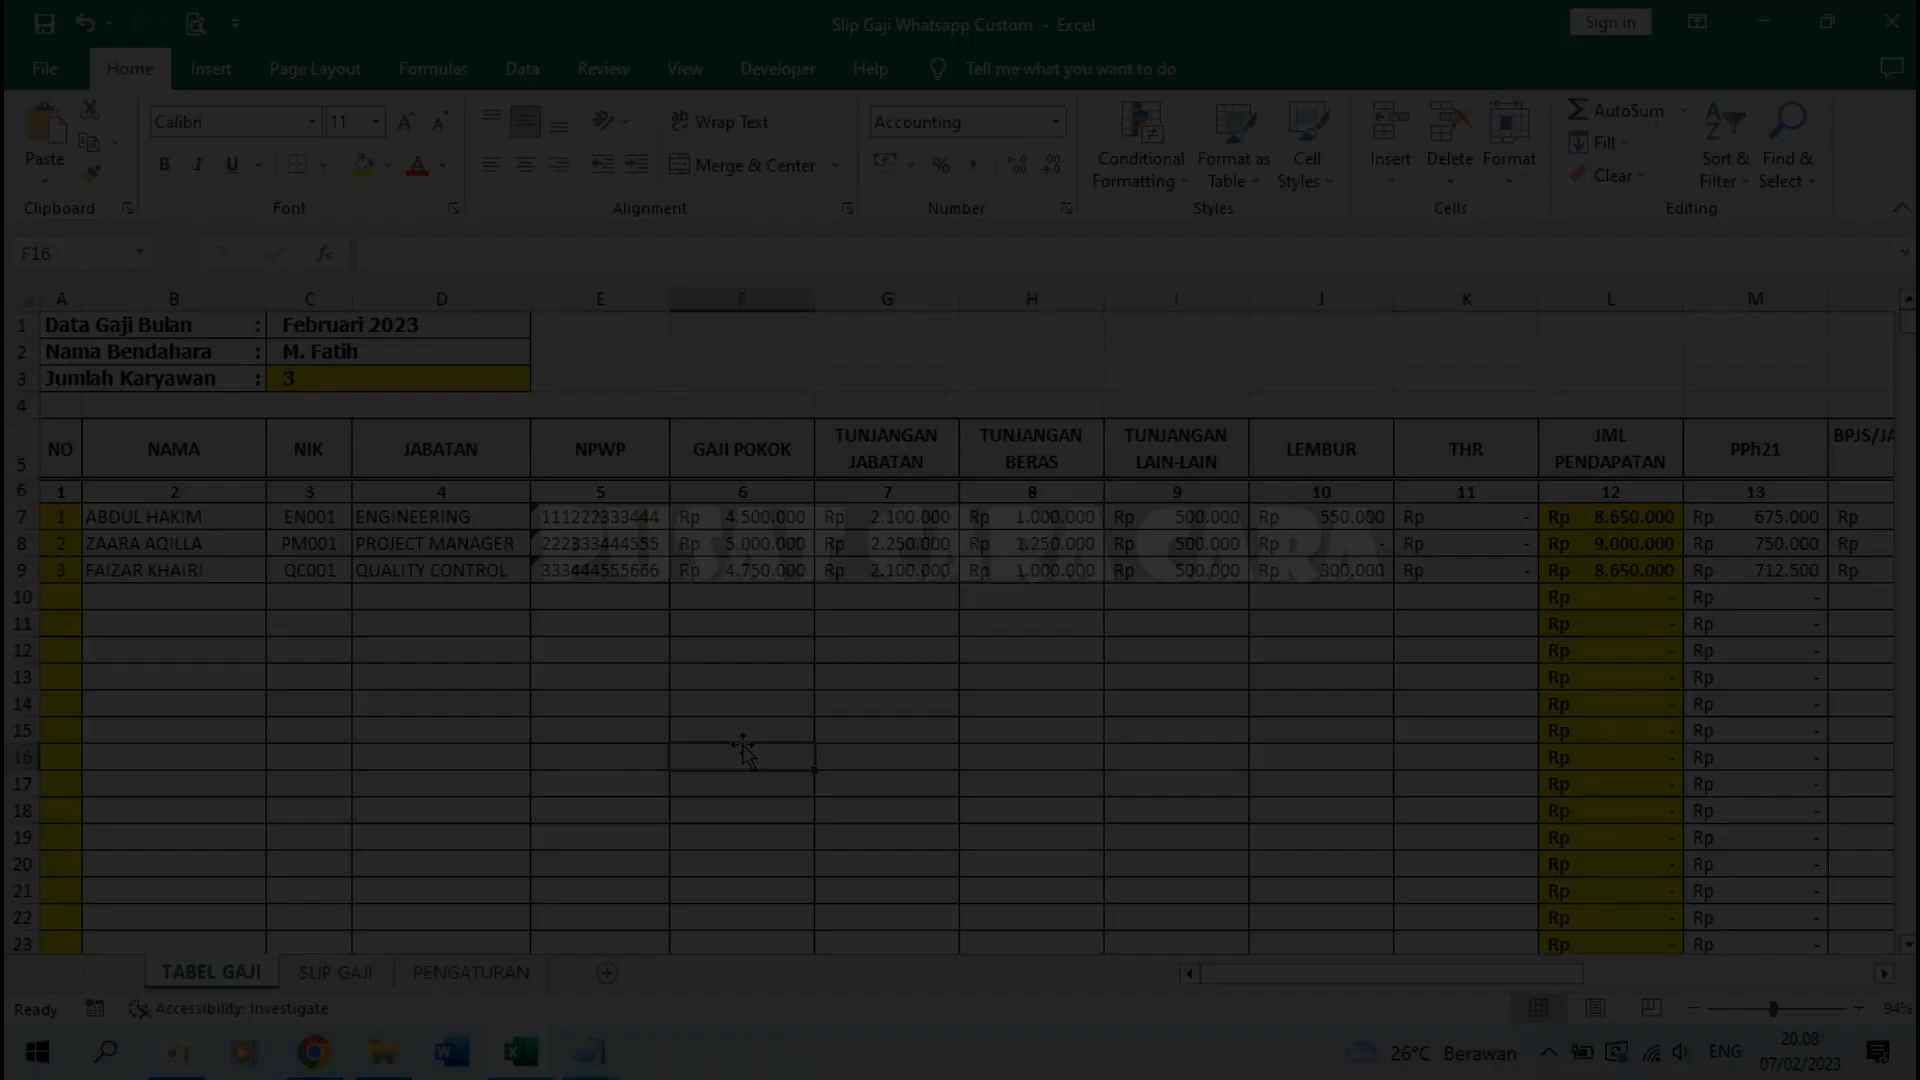 Slip Gaji Whatsapp Custom - Excel
Sign in
File Home Insert Page Layout Formulas Data Review View Developer Help Tell me what you want to do
Paste
Clipboard
Calibri 11
B I U
Font
Wrap Text
Merge & Center
Alignment
Accounting
Number
Conditional Formatting
Format as Table
Cell Styles
Styles
Insert Delete Format
Cells
AutoSum
Fill
Clear
Sort & Filter
Find & Select
Editing
F16 fx
A B C D E F G H I J K L M
1 Data Gaji Bulan : Februari 2023
2 Nama Bendahara : M. Fatih
3 Jumlah Karyawan : 3
4
5 NO NAMA NIK JABATAN NPWP GAJI POKOK TUNJANGAN JABATAN TUNJANGAN BERAS TUNJANGAN LAIN-LAIN LEMBUR THR JML PENDAPATAN PPh21 BPJS/JA
6 1 2 3 4 5 6 7 8 9 10 11 12 13
7 1 ABDUL HAKIM EN001 ENGINEERING 111222333444 Rp 4.500.000 Rp 2.100.000 Rp 1.000.000 Rp 500.000 Rp 550.000 Rp - Rp 8.650.000 Rp 675.000 Rp
8 2 ZAARA AQILLA PM001 PROJECT MANAGER 222333444555 Rp 5.000.000 Rp 2.250.000 Rp 1.250.000 Rp 500.000 Rp - Rp - Rp 9.000.000 Rp 750.000 Rp
9 3 FAIZAR KHAIRI QC001 QUALITY CONTROL 333444555666 Rp 4.750.000 Rp 2.100.000 Rp 1.000.000 Rp 500.000 Rp 300.000 Rp - Rp 8.650.000 Rp 712.500 Rp
10 Rp - Rp -
11 Rp - Rp -
12 Rp - Rp -
13 Rp - Rp -
14 Rp - Rp -
15 Rp - Rp -
16 Rp - Rp -
17 Rp - Rp -
18 Rp - Rp -
19 Rp - Rp -
20 Rp - Rp -
21 Rp - Rp -
22 Rp - Rp -
23 Rp - Rp -
TABEL GAJI SLIP GAJI PENGATURAN
Ready Accessibility: Investigate 94%
26°C Berawan ENG 20.08
07/02/2023